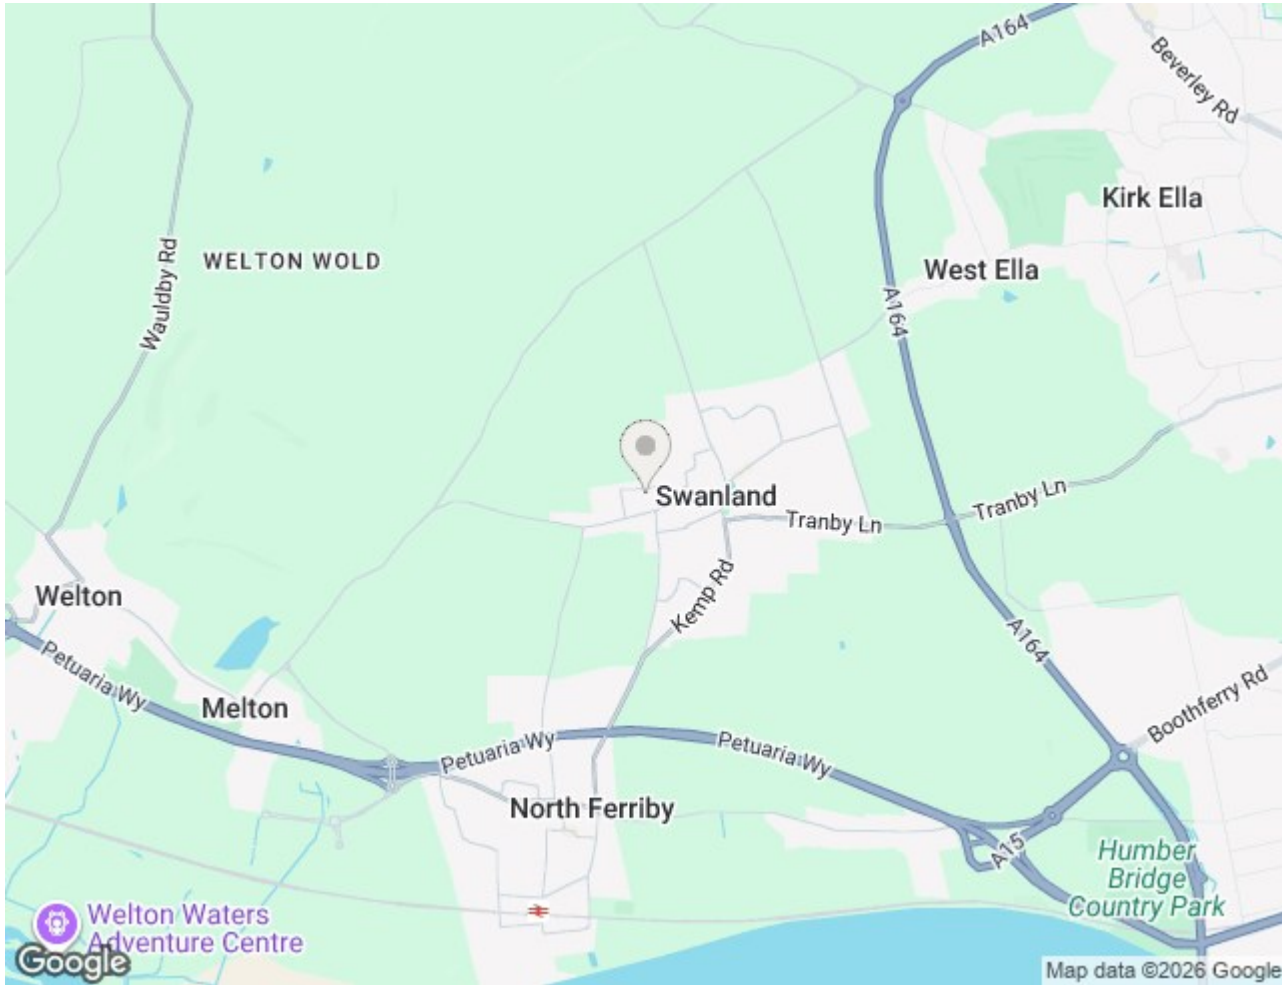 A164
Beverley Rd
Kirk Ella
WELTON WOLD
Wauldby Rd
West Ella
A164
Swanland
Tranby Ln
Tranby Ln
Kemp Rd
Welton
A164
Petuaria Wy
Melton
Boothferry Rd
Petuaria Wy
Petuaria Wy
North Ferriby
A15
Humber
Bridge
Country Park
Welton Waters
Adventure Centre
Google
Map data ©2026 Google